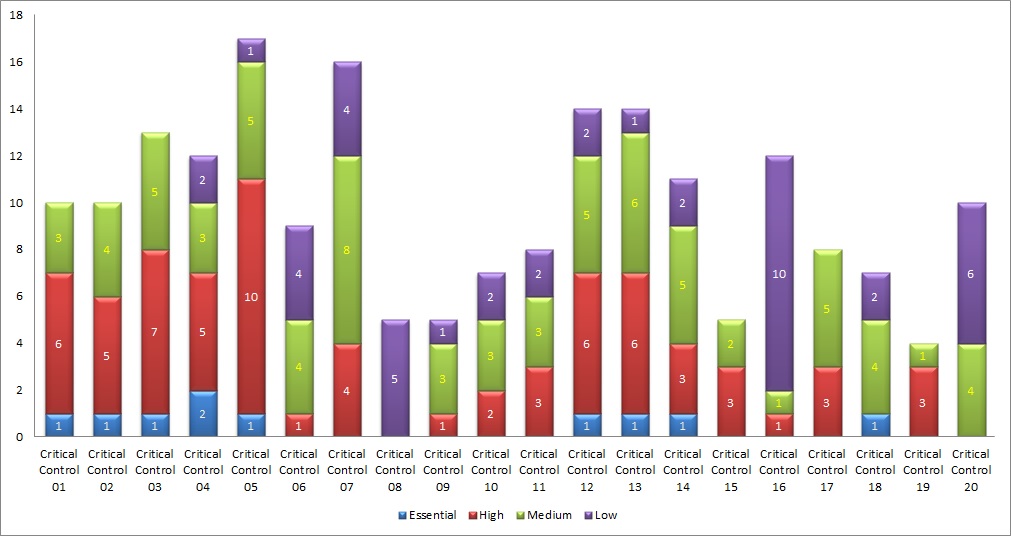 18
16
14
12
10
8
6
4
2
0
1 6 3
1 5 4
1 7 5
2 5 3 2
1 10 5 1
1 4 4
4 8 4
5
1 3 1
2 3 2
3 3 2
1 6 5 2
1 6 6 1
1 3 5 2
3 2
1 1 10
3 5
1 4 2
3 1
4 6
Critical Control 01
Critical Control 02
Critical Control 03
Critical Control 04
Critical Control 05
Critical Control 06
Critical Control 07
Critical Control 08
Critical Control 09
Critical Control 10
Critical Control 11
Critical Control 12
Critical Control 13
Critical Control 14
Critical Control 15
Critical Control 16
Critical Control 17
Critical Control 18
Critical Control 19
Critical Control 20
Essential High Medium Low